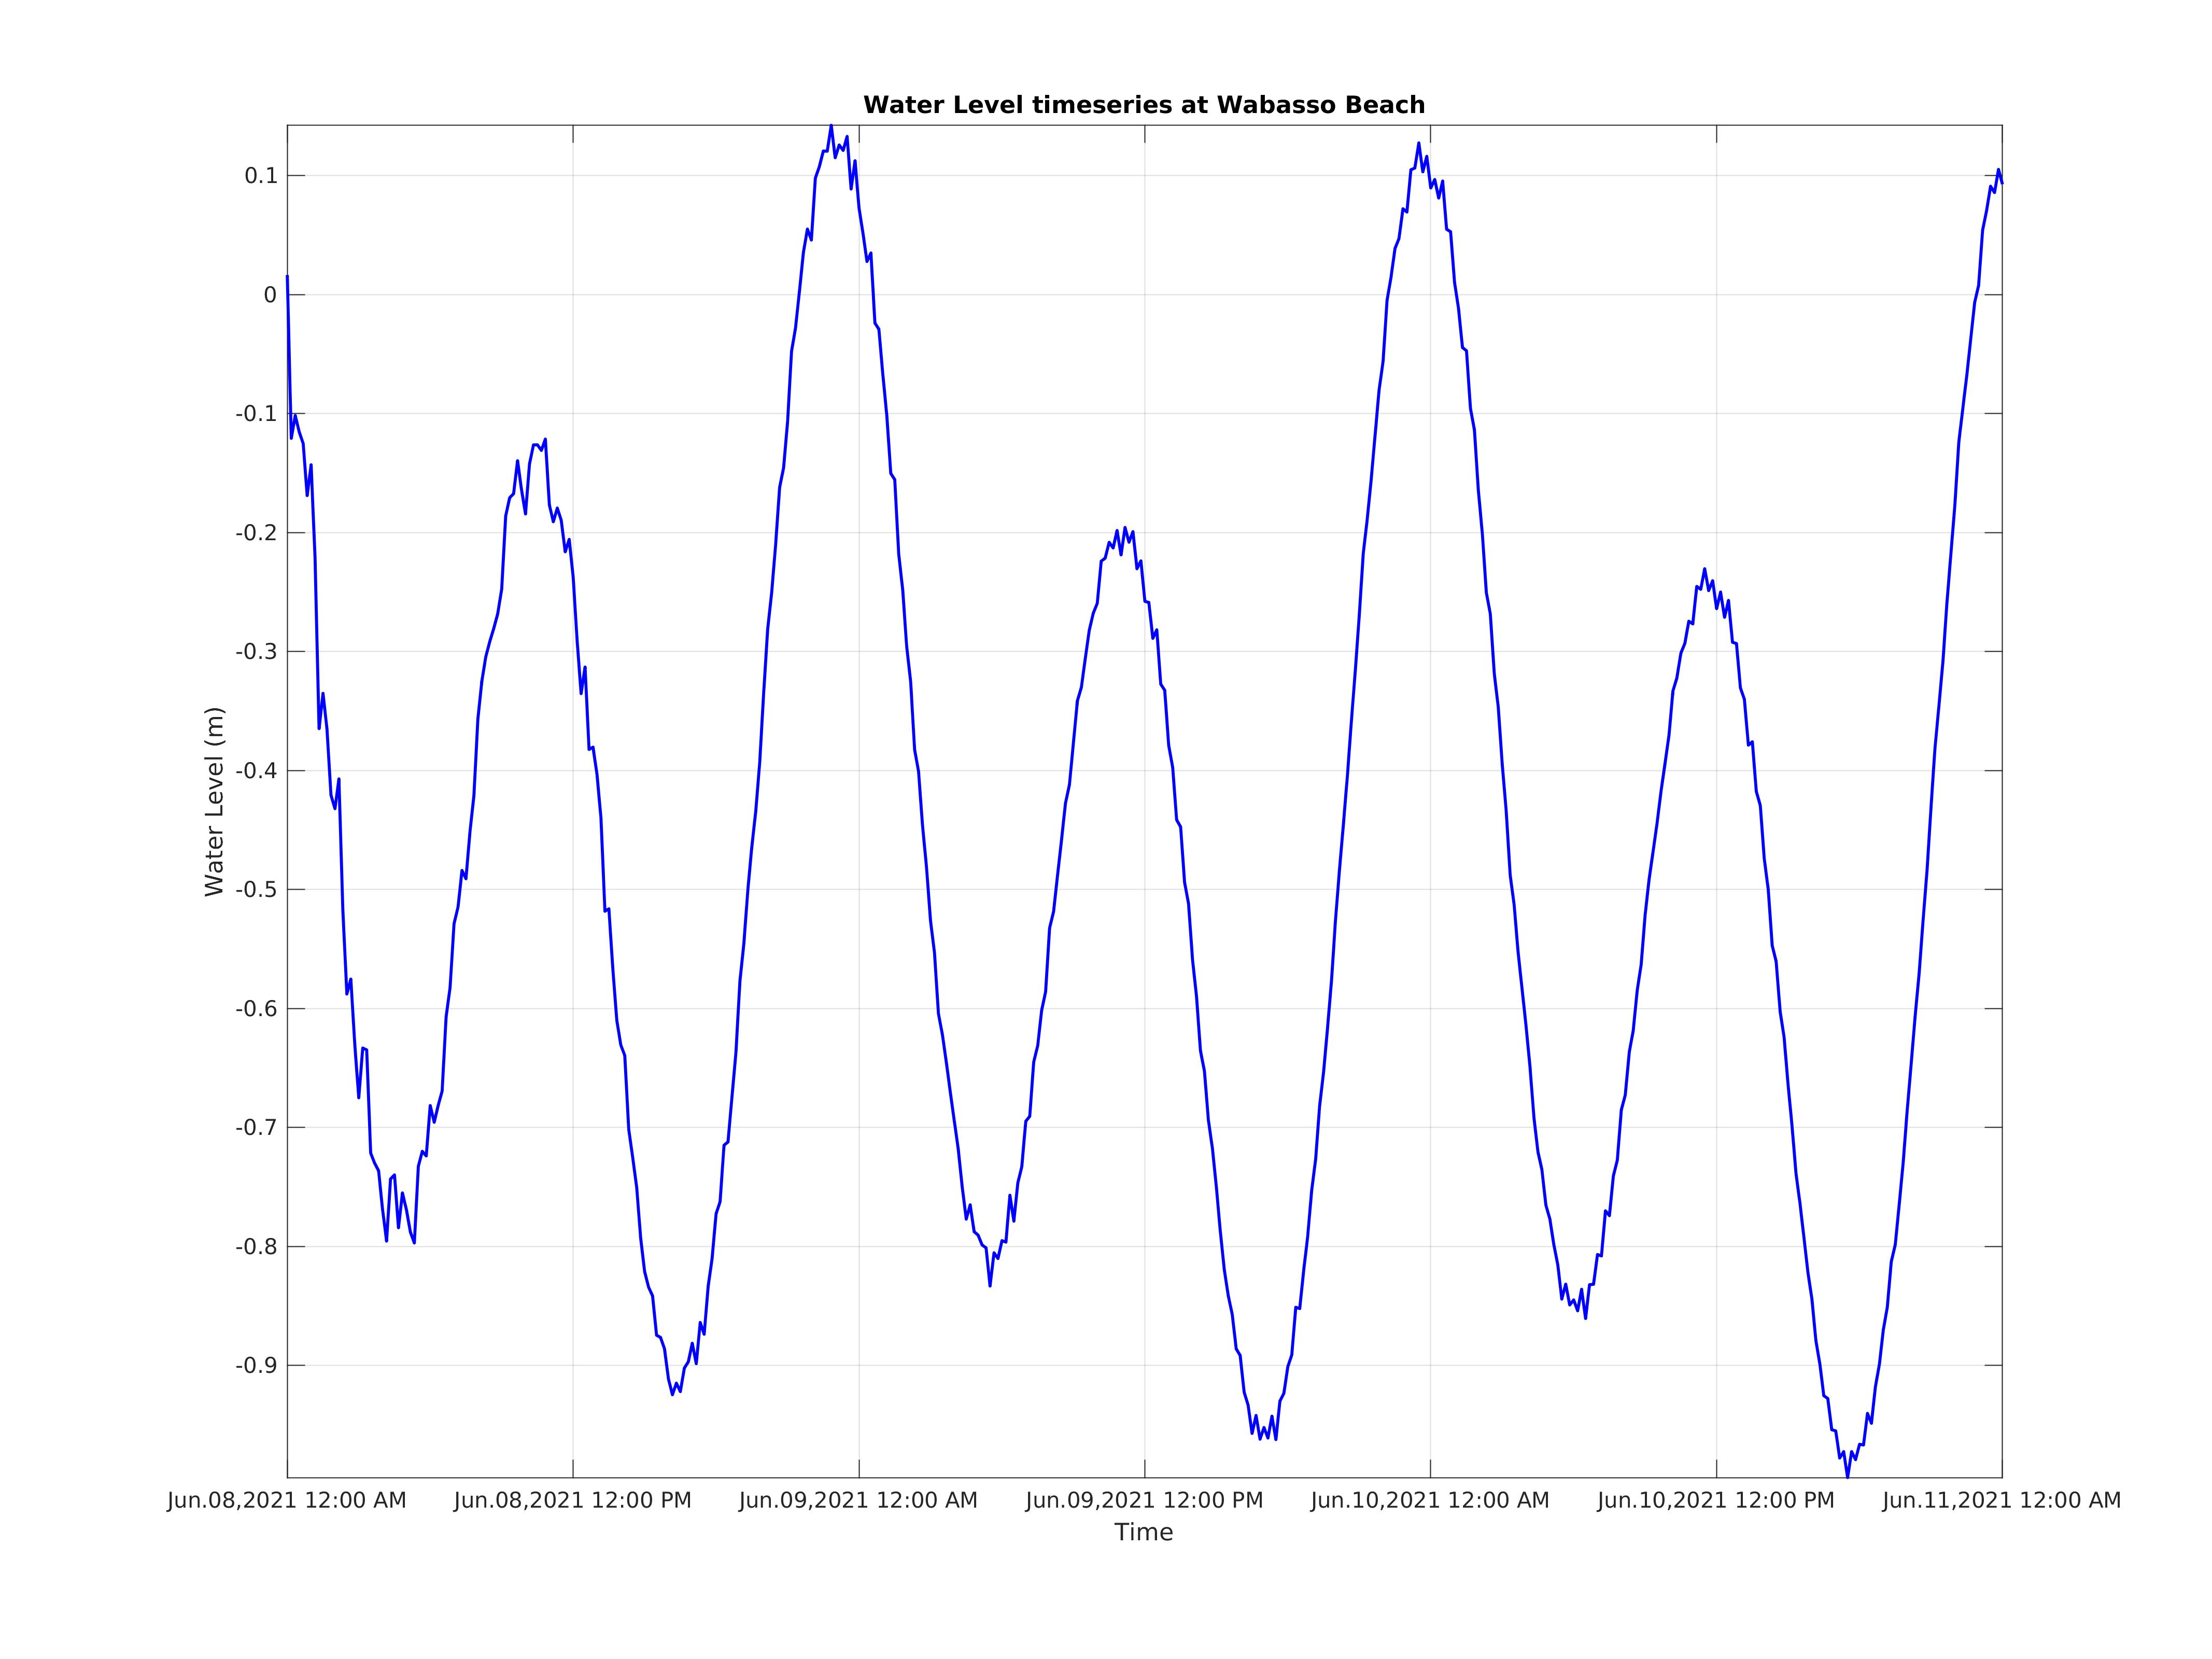 Water Level timeseries at Wabasso Beach
0.1
0
-0.1
-0.2
-0.3
-0.4
-0.5
-0.6
-0.7
-0.8
-0.9
Water Level (m)
Jun.08,2021 12:00 AM
Jun.08,2021 12:00 PM
Jun.09,2021 12:00 AM
Jun.09,2021 12:00 PM
Jun.10,2021 12:00 AM
Jun.10,2021 12:00 PM
Jun.11,2021 12:00 AM
Time